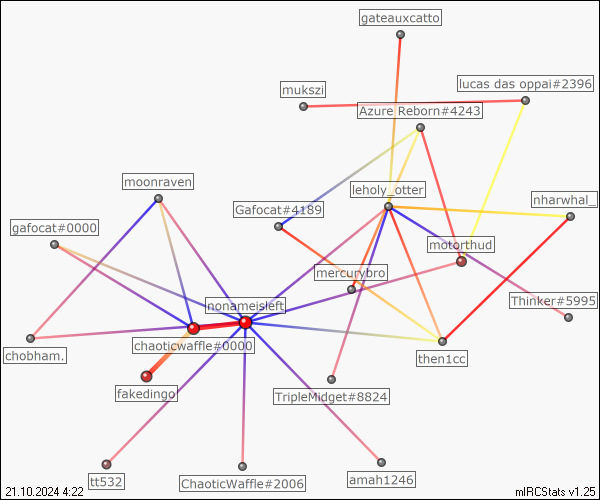 gateauxcatto
lucas das oppai#2396
mukszi
Azure Reborn#4243
moonraven
leholy_otter
nharwhal_
Gafocat#4189
gafocat#0000
motorthud
mercurybro
Thinker#5995
nonameisleft
chaoticwaffle#0000
chobham.
then1cc
fakedingo
TripleMidget#8824
tt532
ChaoticWaffle#2006
amah1246
21.10.2024 4:22
mIRCStats v1.25